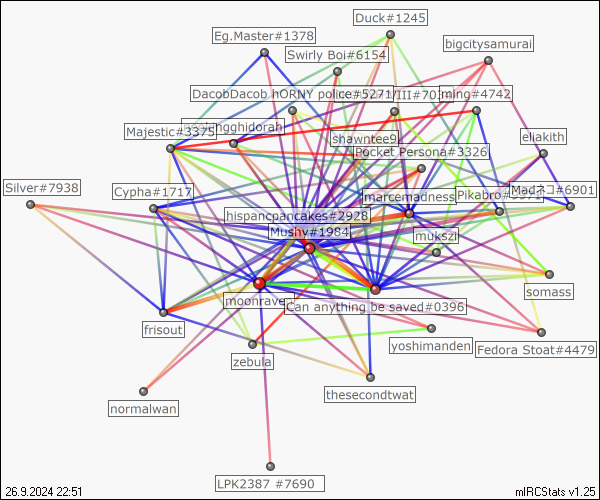 Duck#1245
Eg.Master#1378
bigcitysamurai
Swirly Boi#6154
DacobDacob hORNY police#5271
ming#4742
Majestic#3375
shawntee9
eliakith
Pocket Persona#3326
Silver#7938
Cypha#1717
marcemadness
Pikabro#
Madネコ#6901
hispancpancakes#2928
Mushy#1984
mukszi
somass
moonrave
Can anything be saved#0396
frisout
yoshimanden
Fedora Stoat#4479
zebula
thesecondtwat
normalwan
LPK2387 #7690
26.9.2024 22:51
mIRCStats v1.25